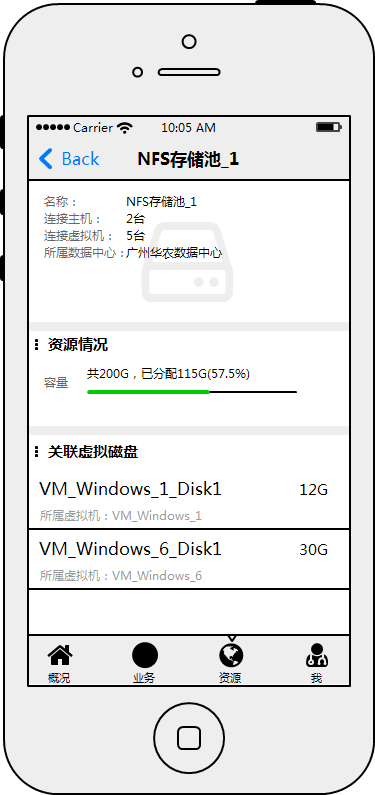 Carrier 10:05 AM
Back NFS存储池_1
名称： NFS存储池_1
连接主机： 2台
连接虚拟机： 5台
所属数据中心：广州华农数据中心
资源情况
共200G，已分配115G(57.5%)
容量
关联虚拟磁盘
VM_Windows_1_Disk1 12G
所属虚拟机：VM_Windows_1
VM_Windows_6_Disk1 30G
所属虚拟机：VM_Windows_6
概况 业务 资源 我